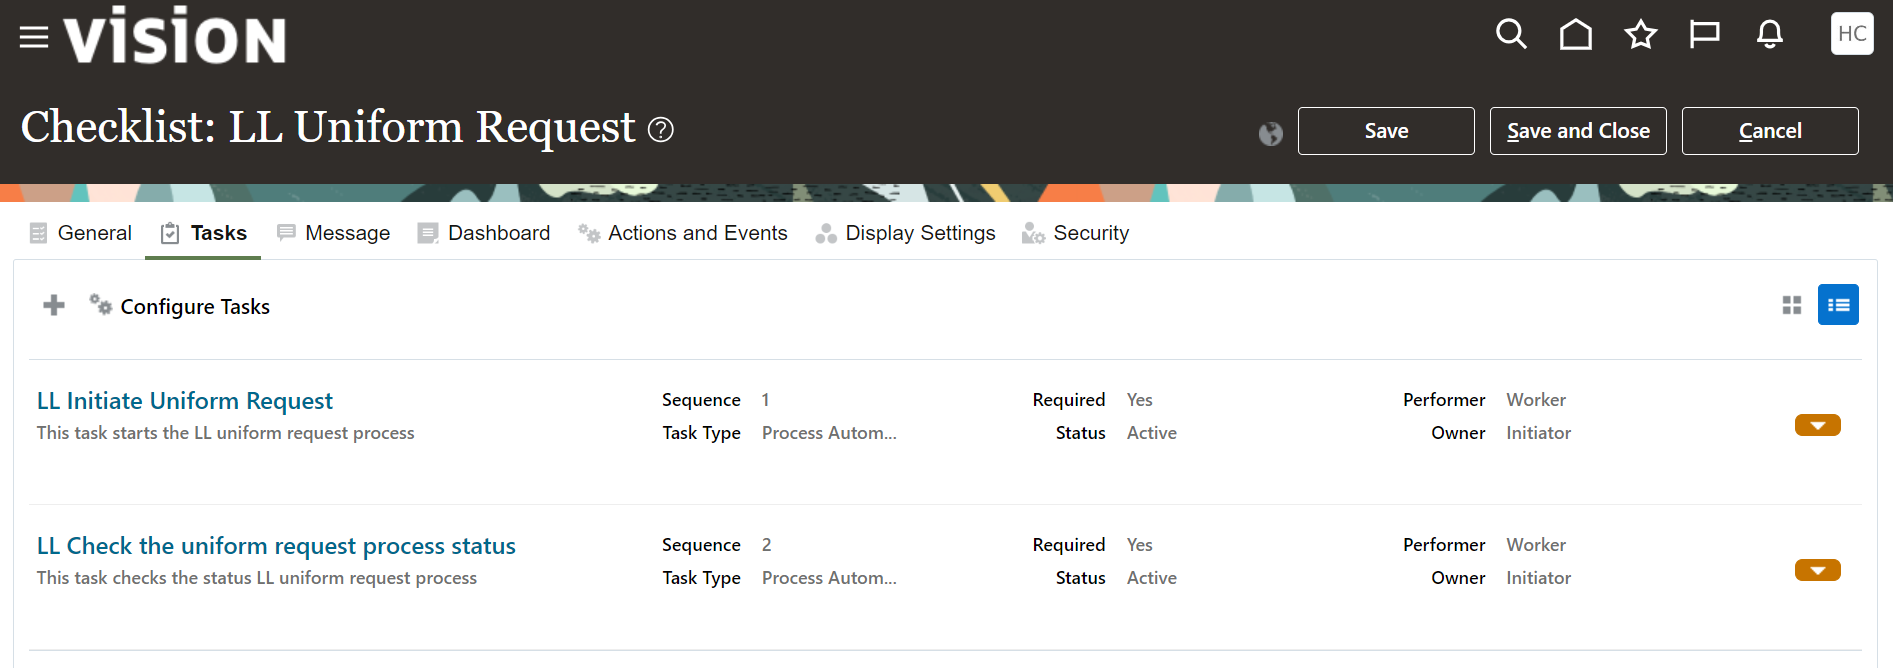 VISION
HC
Checklist: LL Uniform Request ?
Save
Save and Close
Cancel
General
Tasks
Message
Dashboard
Actions and Events
Display Settings
Security
Configure Tasks
LL Initiate Uniform Request
This task starts the LL uniform request process
Sequence 1
Task Type Process Autom...
Required Yes
Status Active
Performer Worker
Owner Initiator
LL Check the uniform request process status
This task checks the status LL uniform request process
Sequence 2
Task Type Process Autom...
Required Yes
Status Active
Performer Worker
Owner Initiator